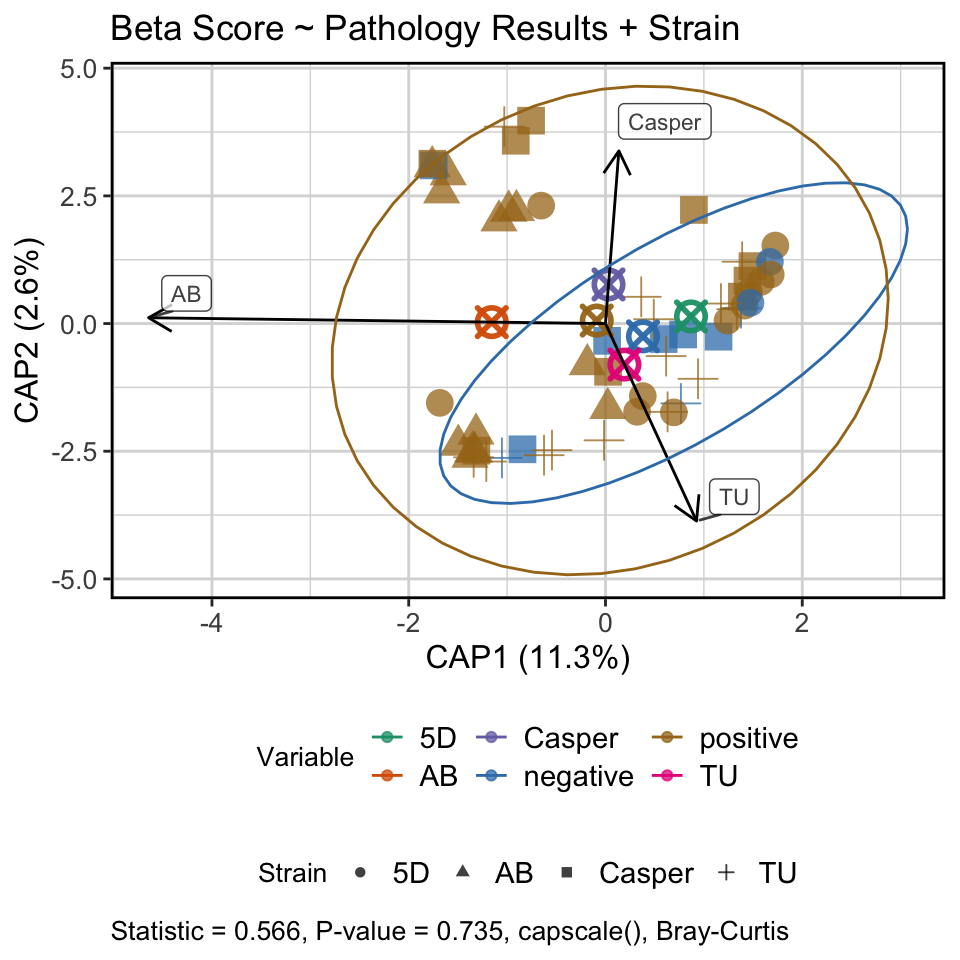 Beta Score ~ Pathology Results + Strain
5.0
2.5
0.0
-2.5
-5.0
CAP2 (2.6%)
Casper
AB
TU
-4 -2 0 2
CAP1 (11.3%)
Variable
5D Casper positive
AB negative TU
Strain 5D AB Casper TU
Statistic = 0.566, P-value = 0.735, capscale(), Bray-Curtis